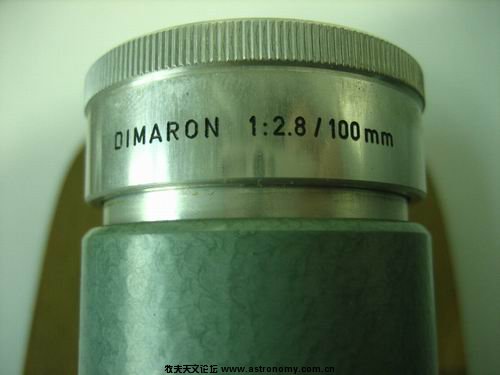 DIMARON 1:2.8/100mm
牧夫天文论坛 www.astronomy.com.cn